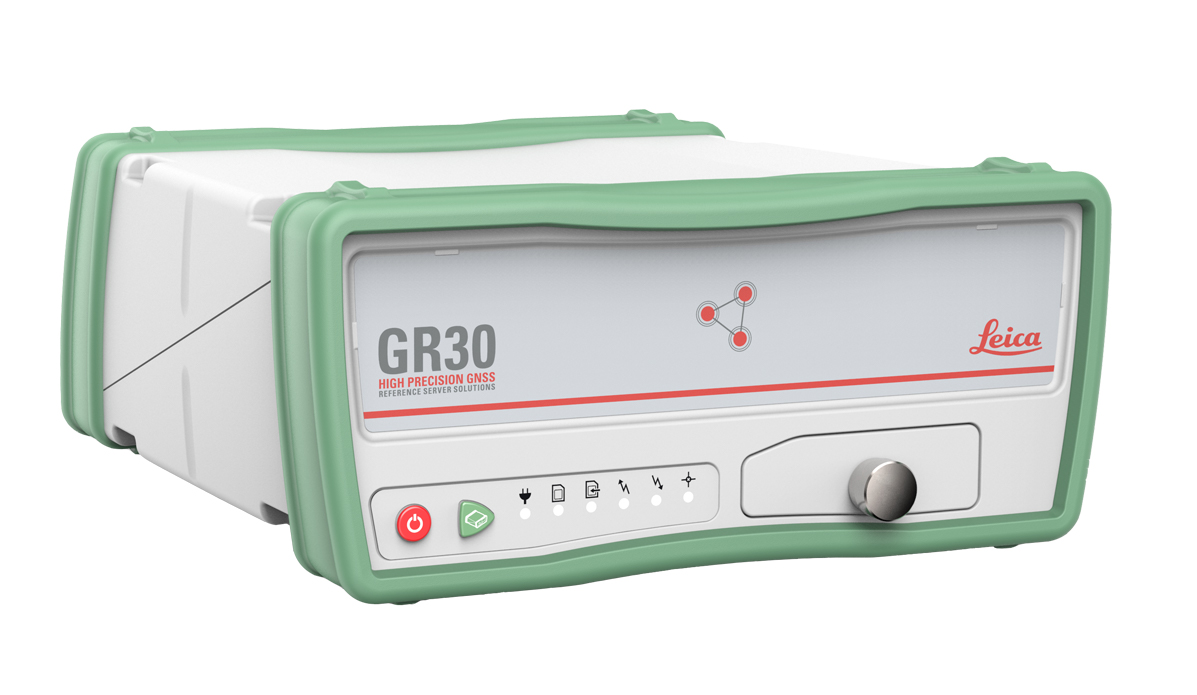 GR30
HIGH PRECISION GNSS
REFERENCE SERVER SOLUTIONS
Leica